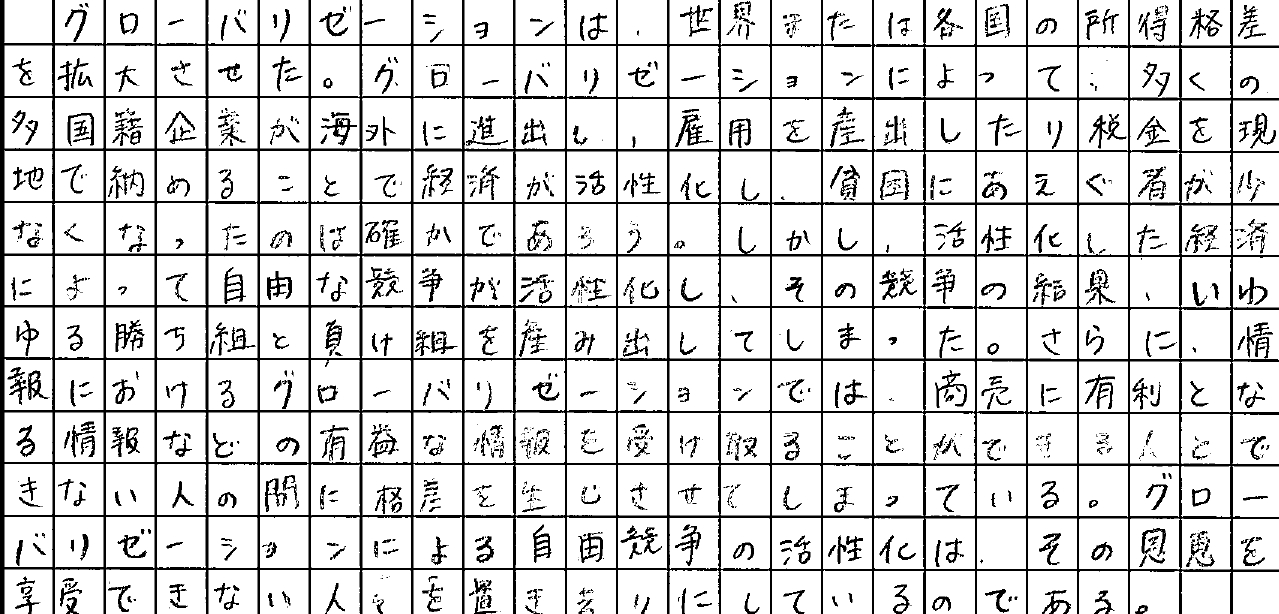 グローバリゼーションは、世界または各国の所得格差
を拡大させた。グローバリゼーションによって、多くの
多国籍企業が海外に進出し、雇用を産出したり税金を現
地で納めることで経済が活性化し、貧困にあえぐ者が少
なくなったのは確かであろう。しかし、活性化した経済
によって自由な競争が活性化し、その競争の結果、いわ
ゆる勝ち組と負け組を産み出してしまった。さらに、情
報におけるグローバリゼーションでは、商売に有利とな
る情報などの有益な情報を受け取ることができる人とで
きない人の間に格差を生じさせてしまっている。グロー
バリゼーションによる自由競争の活性化は、その恩恵を
享受できない人々を置き去りにしているのである。